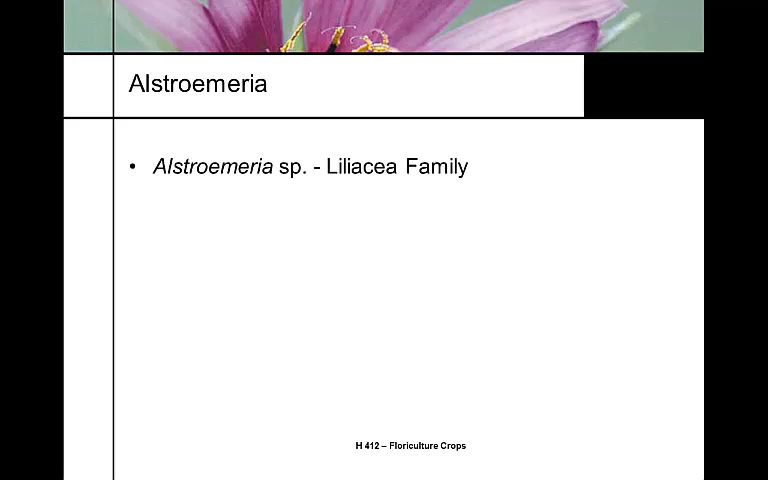 Alstroemeria
• Alstroemeria sp. - Liliacea Family
H 412 – Floriculture Crops